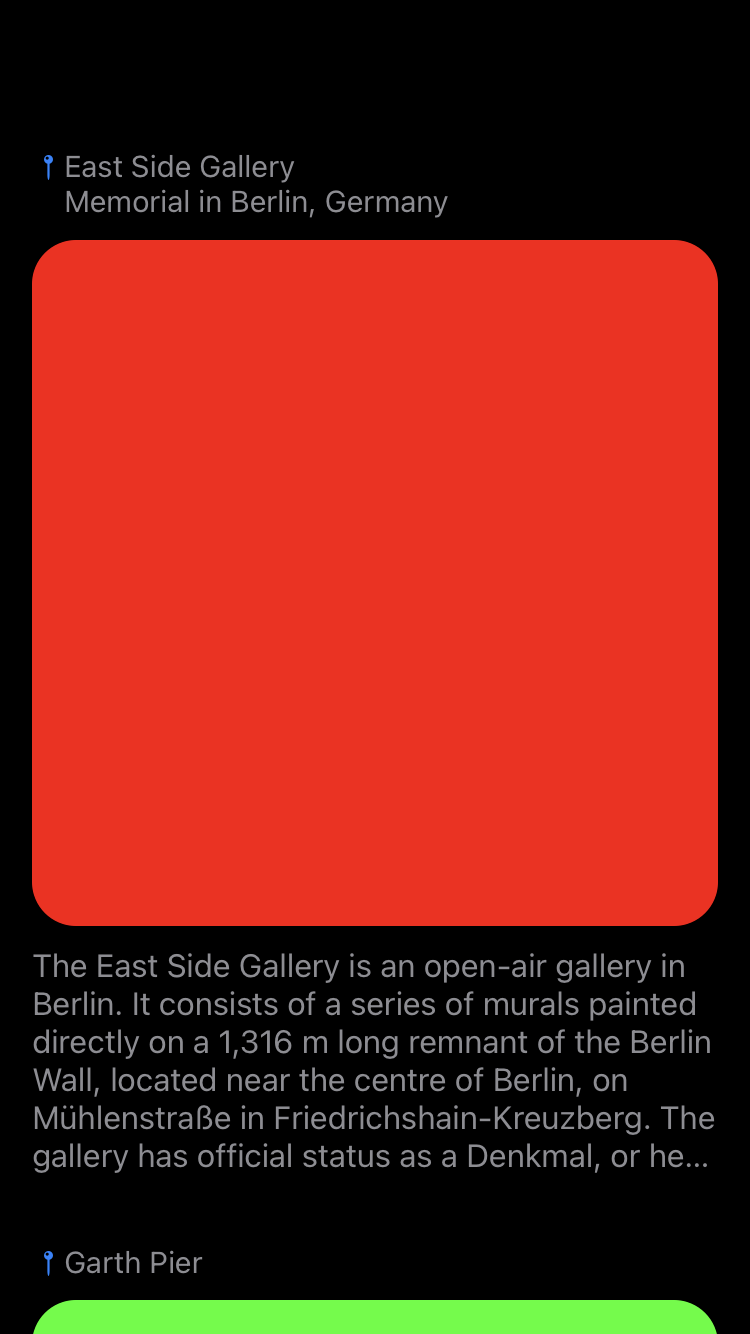 East Side Gallery
Memorial in Berlin, Germany
The East Side Gallery is an open-air gallery in
Berlin. It consists of a series of murals painted
directly on a 1,316 m long remnant of the Berlin
Wall, located near the centre of Berlin, on
Mühlenstraße in Friedrichshain-Kreuzberg. The
gallery has official status as a Denkmal, or he...
Garth Pier